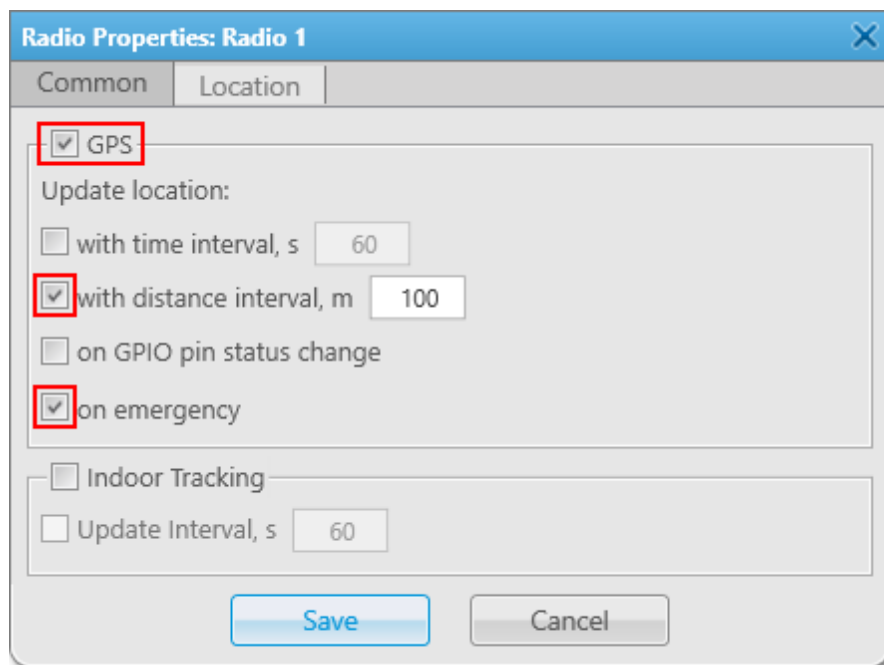 Radio Properties: Radio 1
Common Location
GPS
Update location:
with time interval, s 60
with distance interval, m 100
on GPIO pin status change
on emergency
Indoor Tracking
Update Interval, s 60
Save Cancel